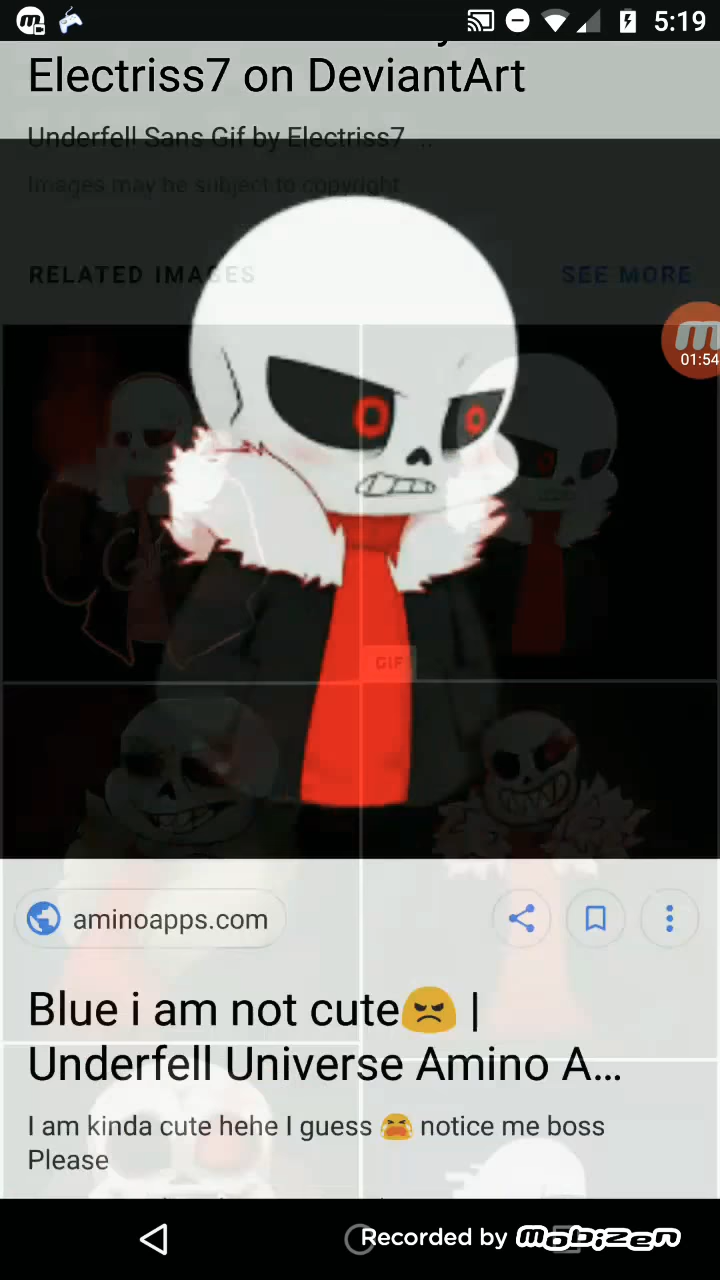 5:19
Electriss7 on DeviantArt
Underfell Sans Gif by Electriss7 ...
Images may be subject to copyright
RELATED IMAGES
SEE MORE
01:54
GIF
aminoapps.com
Blue i am not cute😠 |
Underfell Universe Amino A...
I am kinda cute hehe I guess 😭 notice me boss
Please
Recorded by mobizen